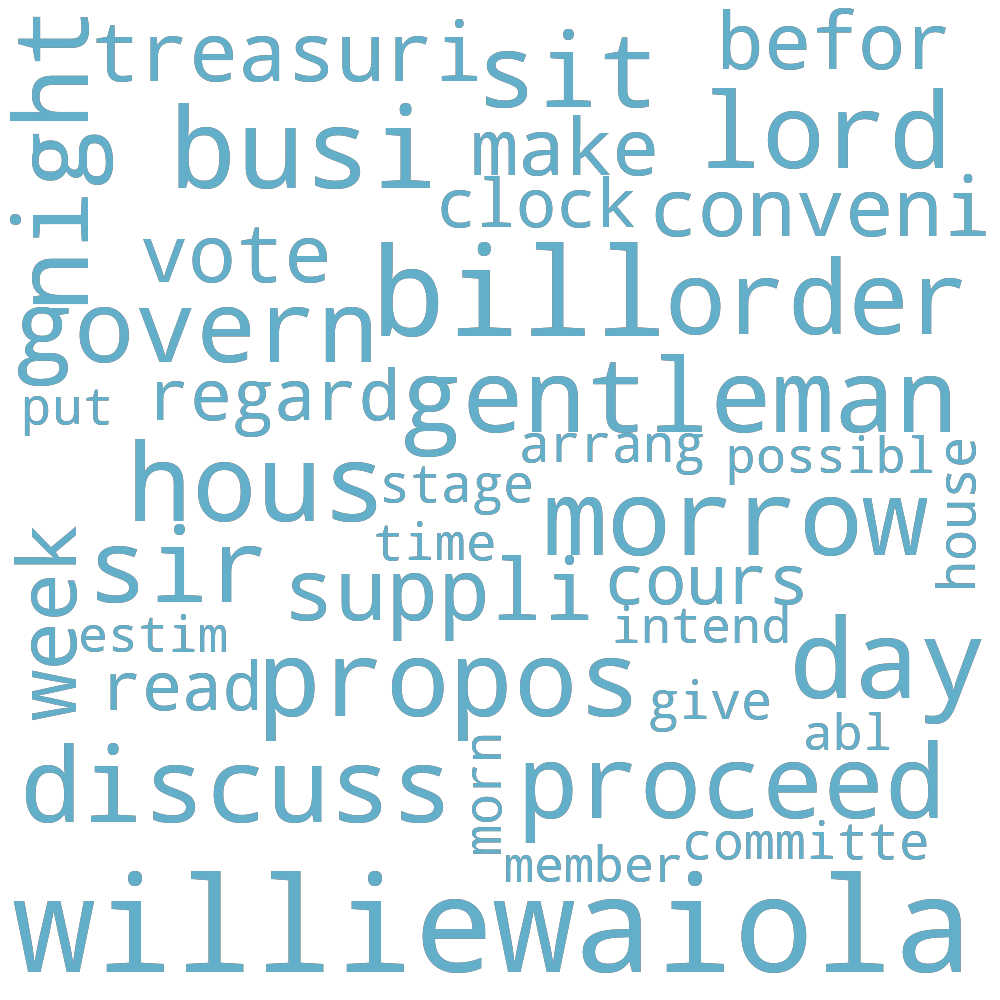 treasuri
sit
befor
night
busi
make
lord
clock
conveni
vote
bill
order
govern
put
regard
gentleman
arrang
possibl
house
hous
stage
morrow
week
sir
time
suppli
cours
estim
intend
read
propos
give
day
abl
discuss
morn
proceed
committe
member
williewaiola